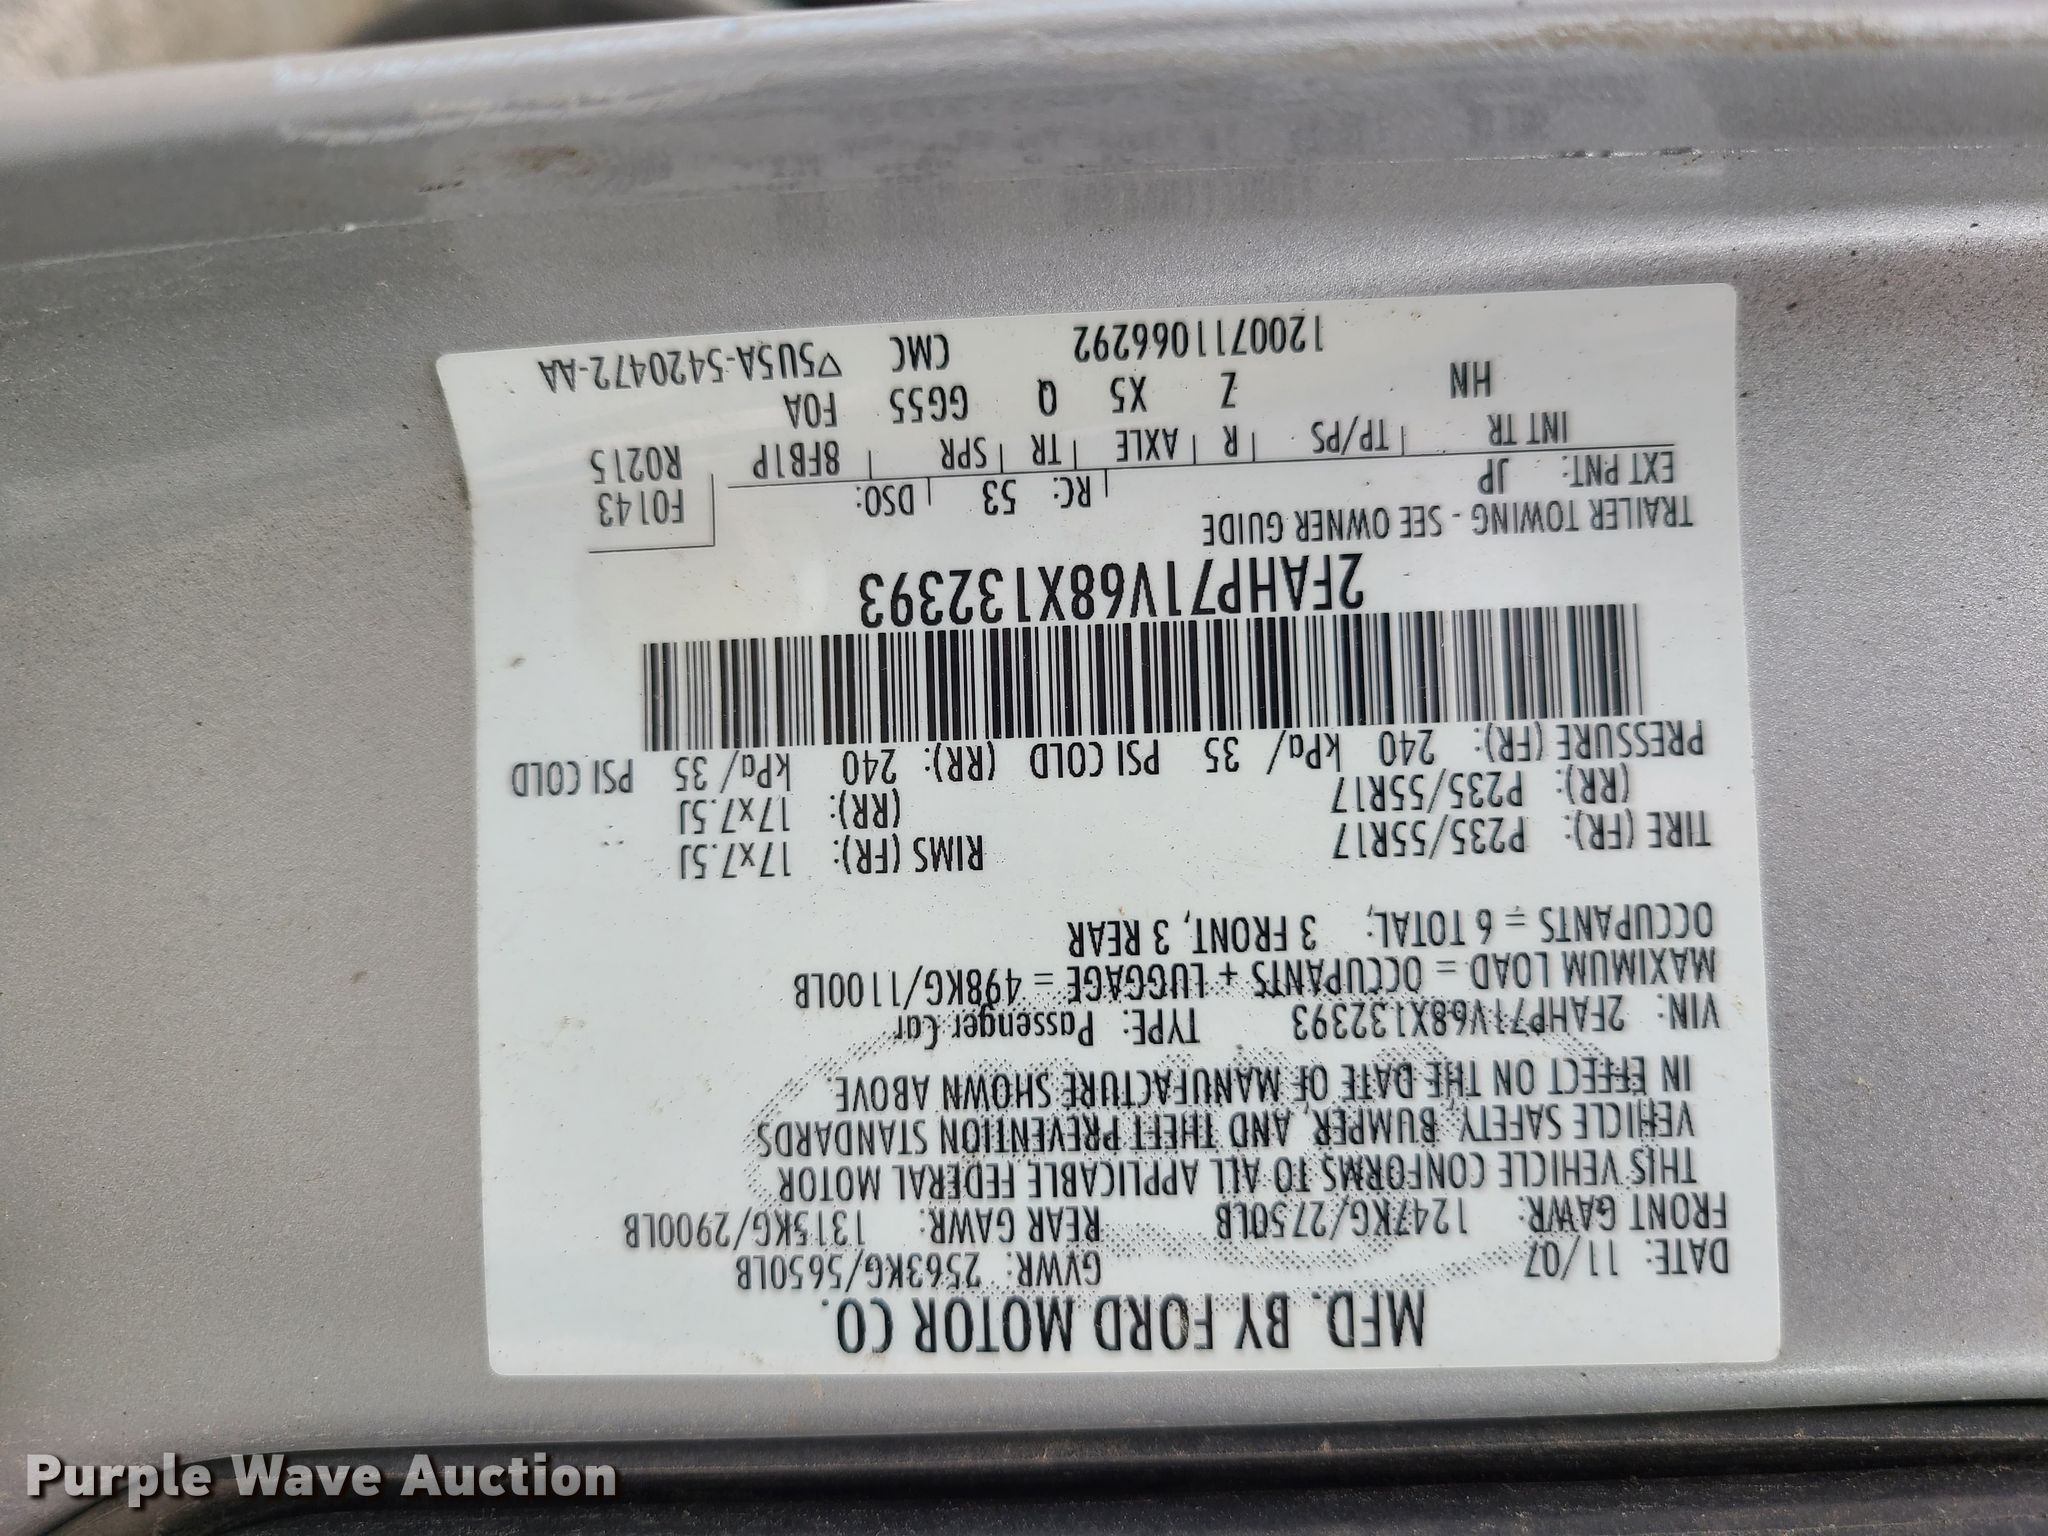 MFD. BY FORD MOTOR CO.
DATE: 11/07 GVWR: 2563KG/5650LB
FRONT GAWR: 1247KG/2750LB REAR GAWR: 1315KG/2900LB
THIS VEHICLE CONFORMS TO ALL APPLICABLE FEDERAL MOTOR
VEHICLE SAFETY, BUMPER, AND THEFT PREVENTION STANDARDS
IN EFFECT ON THE DATE OF MANUFACTURE SHOWN ABOVE.
VIN: 2FAHP71V68X132393 TYPE: Passenger Car
MAXIMUM LOAD = OCCUPANTS + LUGGAGE = 498KG/1100LB
OCCUPANTS = 6 TOTAL; 3 FRONT, 3 REAR
TIRE (FR): P235/55R17 RIMS (FR): 17x7.5J
(RR): P235/55R17 (RR): 17x7.5J
PRESSURE (FR): 240 kPa/ 35 PSI COLD (RR): 240 kPa/ 35 PSI COLD
2FAHP71V68X132393
TRAILER TOWING - SEE OWNER GUIDE F0143
EXT PNT: JP RC: 53 DSO: R0215
INT TR TP/PS R AXLE TR SPR 8FB1P
HN Z X5 Q GG55 FOA
120071106 6292 CMC ▽5U5A-5420472-AA
Purple Wave Auction